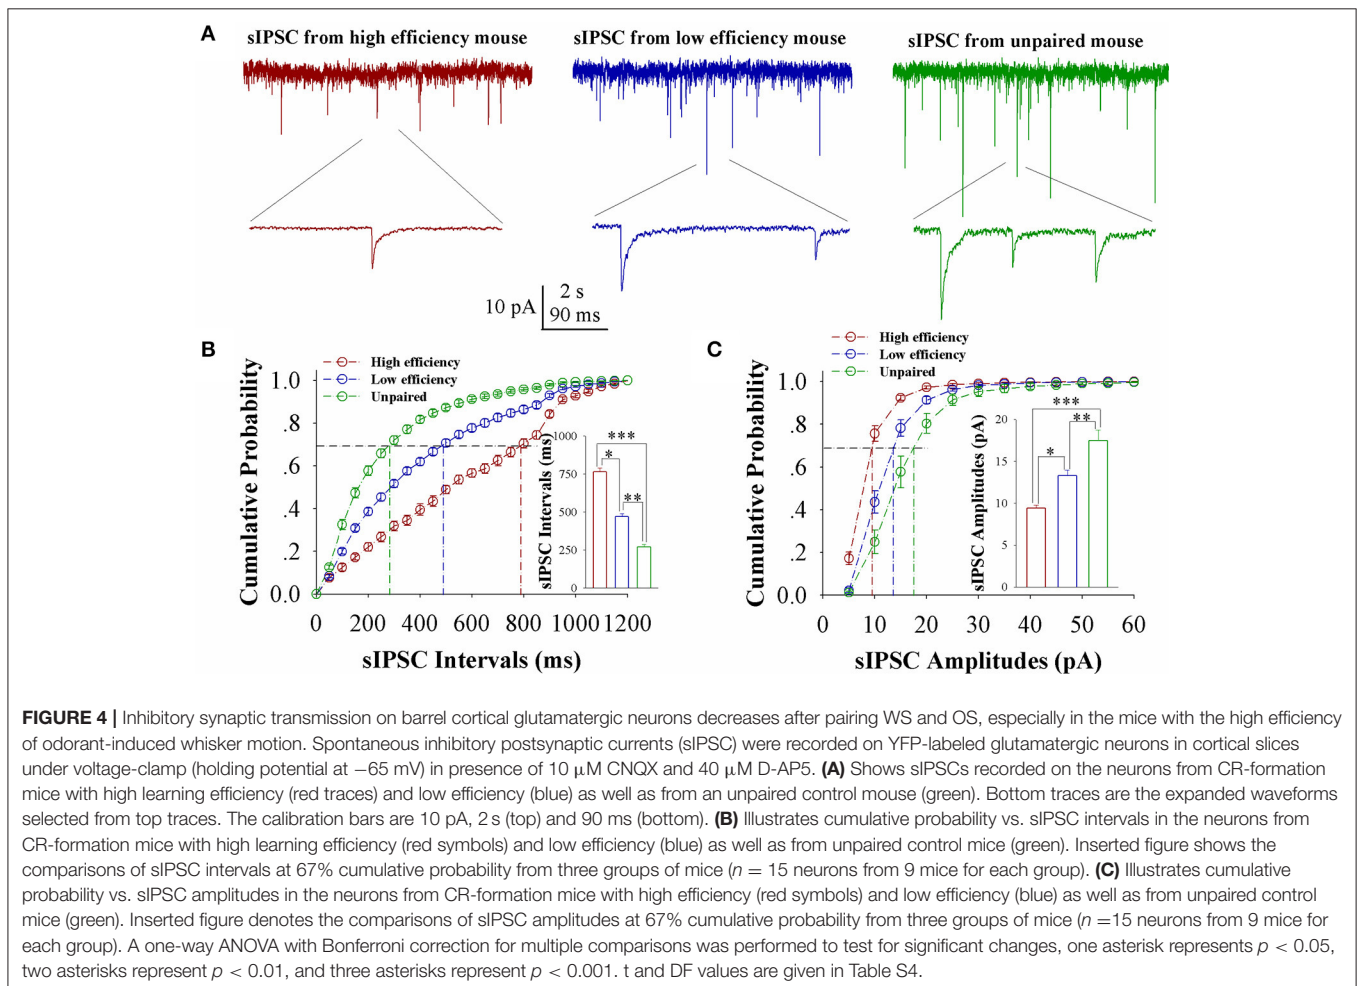 A
sIPSC from high efficiency mouse
sIPSC from low efficiency mouse
sIPSC from unpaired mouse
10 pA
2 s
90 ms
B
High efficiency
Low efficiency
Unpaired
Cumulative Probability
1.0
.8
.6
.4
.2
0.0
0 200 400 600 800 1000 1200
sIPSC Intervals (ms)
sIPSC Intervals (ms)
1000
750
500
250
0
***
*
**
C
High efficiency
Low efficiency
Unpaired
Cumulative Probability
1.0
.8
.6
.4
.2
0.0
0 10 20 30 40 50 60
sIPSC Amplitudes (pA)
sIPSC Amplitudes (pA)
20
15
10
5
0
***
**
*
FIGURE 4 | Inhibitory synaptic transmission on barrel cortical glutamatergic neurons decreases after pairing WS and OS, especially in the mice with the high efficiency
of odorant-induced whisker motion. Spontaneous inhibitory postsynaptic currents (sIPSC) were recorded on YFP-labeled glutamatergic neurons in cortical slices
under voltage-clamp (holding potential at −65 mV) in presence of 10 μM CNQX and 40 μM D-AP5. (A) Shows sIPSCs recorded on the neurons from CR-formation
mice with high learning efficiency (red traces) and low efficiency (blue) as well as from an unpaired control mouse (green). Bottom traces are the expanded waveforms
selected from top traces. The calibration bars are 10 pA, 2 s (top) and 90 ms (bottom). (B) Illustrates cumulative probability vs. sIPSC intervals in the neurons from
CR-formation mice with high learning efficiency (red symbols) and low efficiency (blue) as well as from unpaired control mice (green). Inserted figure shows the
comparisons of sIPSC intervals at 67% cumulative probability from three groups of mice (n = 15 neurons from 9 mice for each group). (C) Illustrates cumulative
probability vs. sIPSC amplitudes in the neurons from CR-formation mice with high efficiency (red symbols) and low efficiency (blue) as well as from unpaired control
mice (green). Inserted figure denotes the comparisons of sIPSC amplitudes at 67% cumulative probability from three groups of mice (n =15 neurons from 9 mice for
each group). A one-way ANOVA with Bonferroni correction for multiple comparisons was performed to test for significant changes, one asterisk represents p < 0.05,
two asterisks represent p < 0.01, and three asterisks represent p < 0.001. t and DF values are given in Table S4.